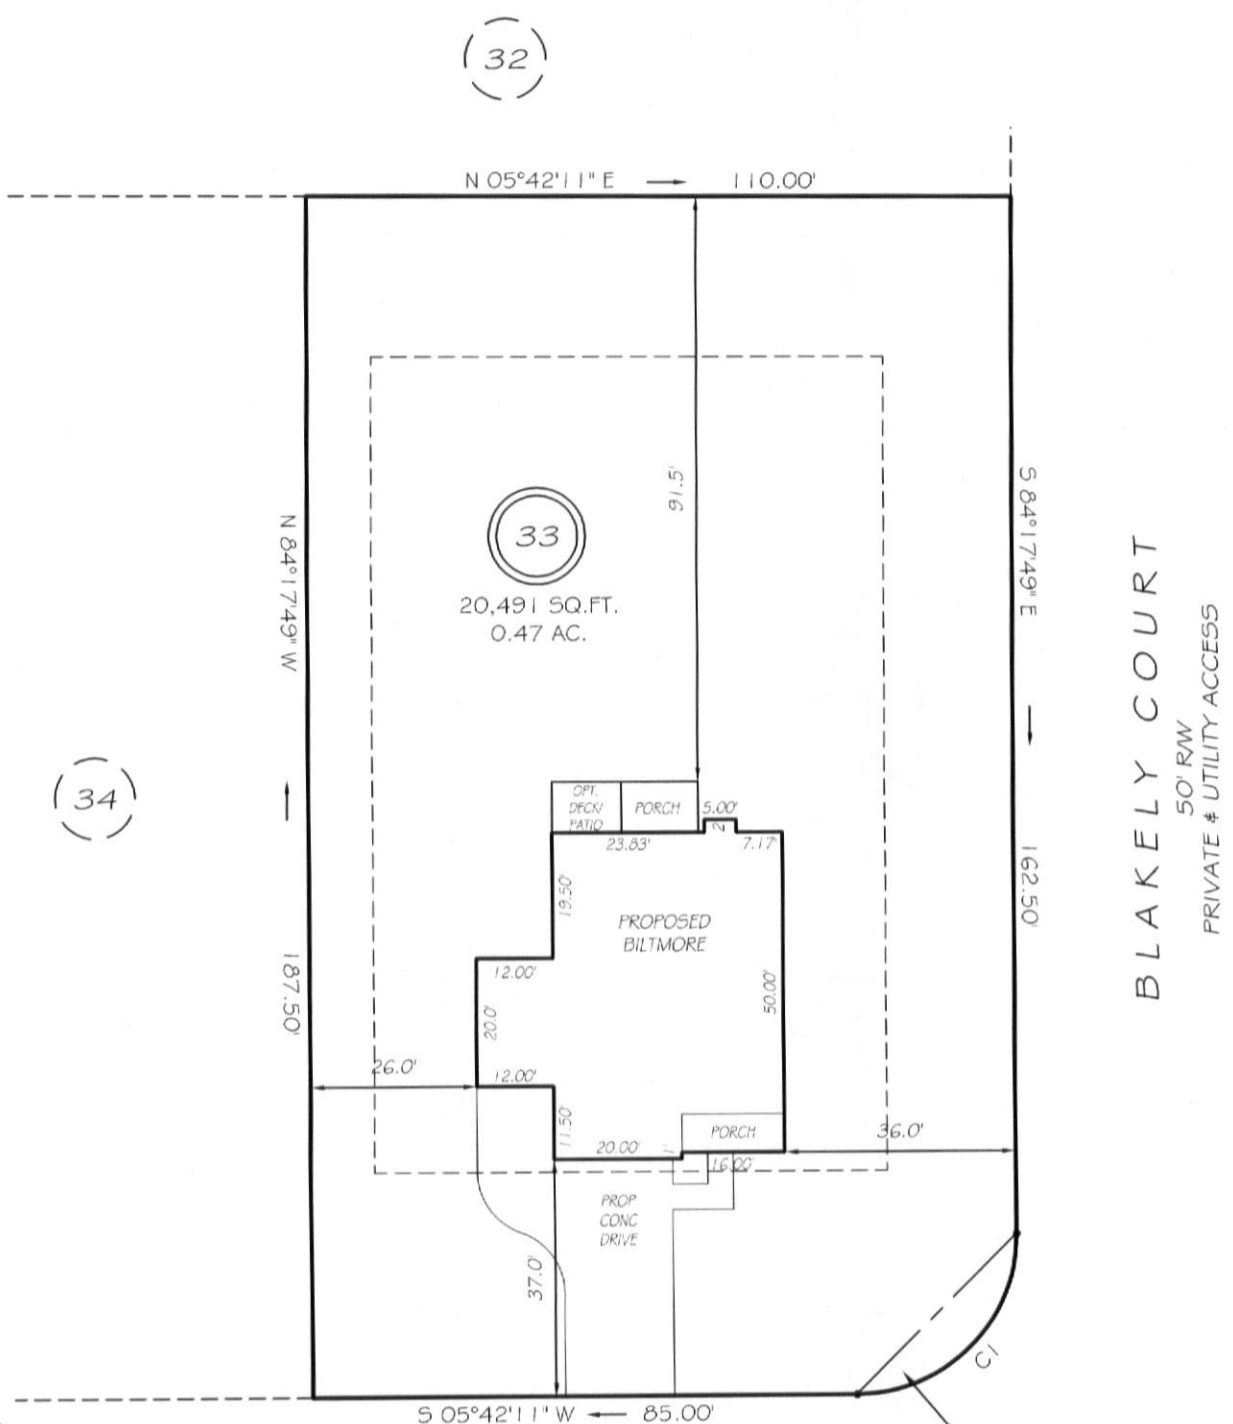 32
N 05°42'11" E 110.00'
91.5'
33
20,491 SQ.FT.
0.47 AC.
N 84°17'49" W
187.50'
S 84°17'49" E
162.50'
BLAKELY COURT
50' R/W
PRIVATE & UTILITY ACCESS
34
OPT.
DECK/
PATIO
PORCH
5.00'
2'
23.83'
7.17'
19.50'
PROPOSED
BILTMORE
12.00'
20.0'
50.00'
26.0'
12.00'
11.50'
20.00'
1'
PORCH
16.00'
36.0'
PROP
CONC
DRIVE
37.0'
C1
S 05°42'11" W 85.00'